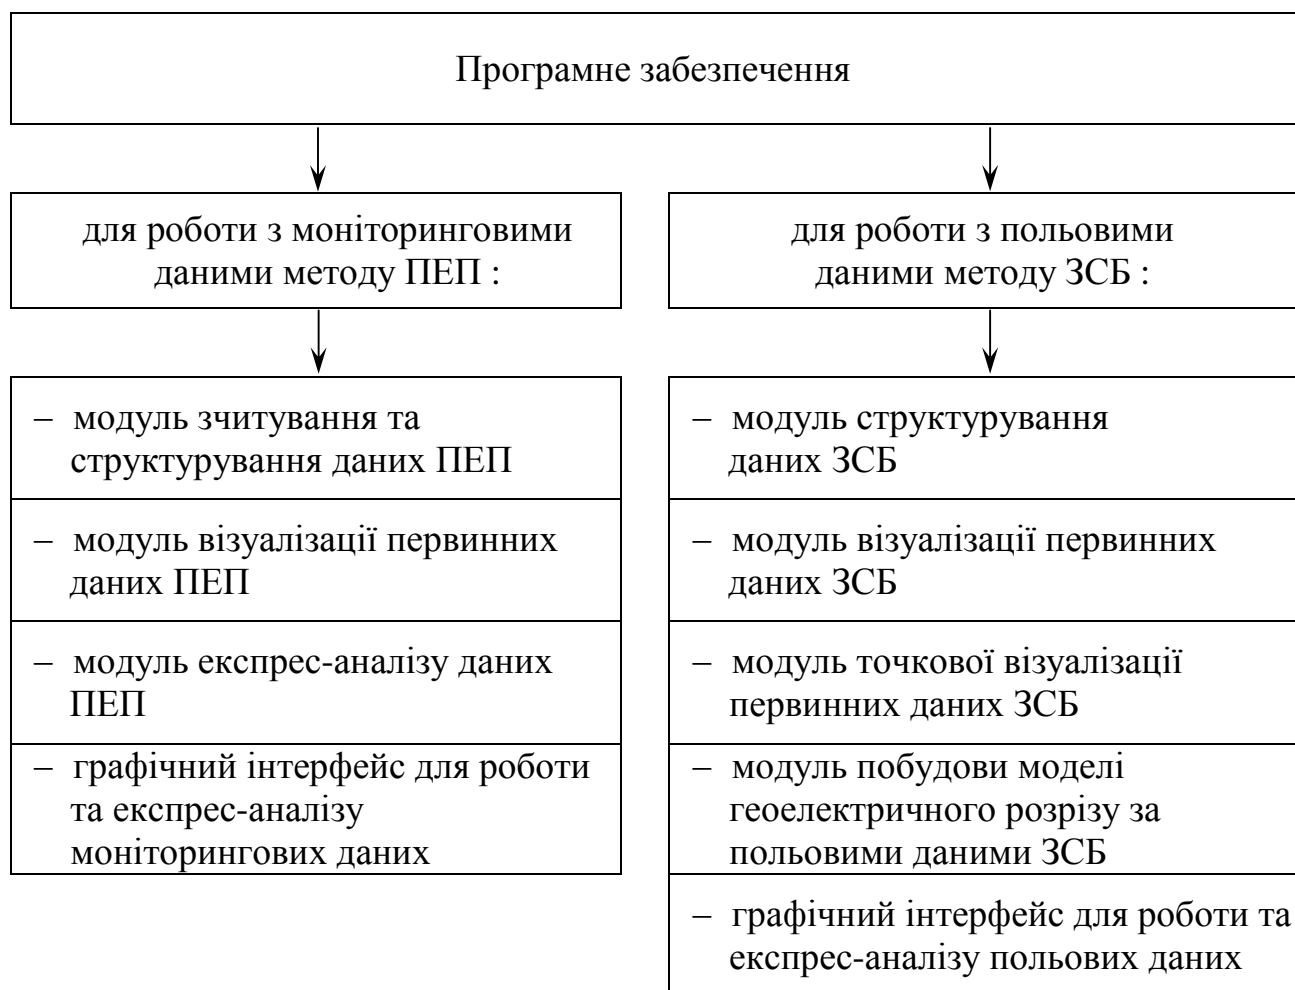 Програмне забезпечення
для роботи з моніторинговими
даними методу ПЕП :
– модуль зчитування та
структурування даних ПЕП
– модуль візуалізації первинних
даних ПЕП
– модуль експрес-аналізу даних
ПЕП
– графічний інтерфейс для роботи
та експрес-аналізу
моніторингових даних
для роботи з польовими
даними методу ЗСБ :
– модуль структурування
даних ЗСБ
– модуль візуалізації первинних
даних ЗСБ
– модуль точкової візуалізації
первинних даних ЗСБ
– модуль побудови моделі
геоелектричного розрізу за
польовими даними ЗСБ
– графічний інтерфейс для роботи та
експрес-аналізу польових даних